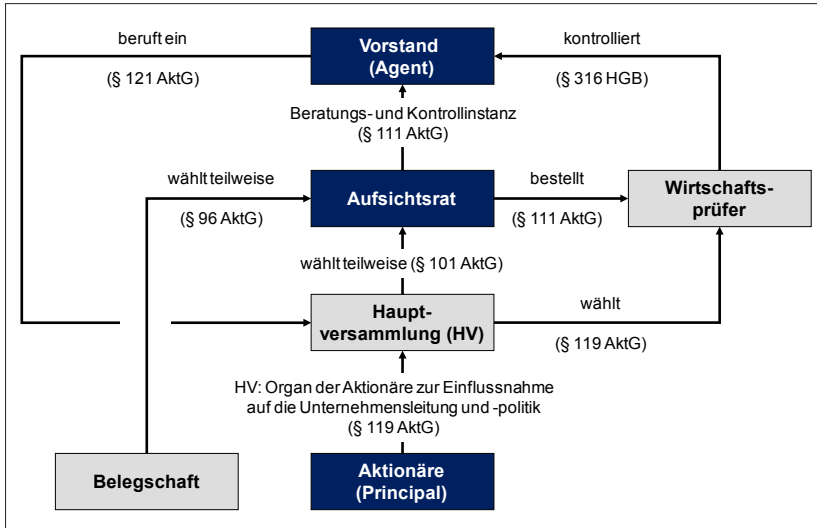 beruft ein
(§ 121 AktG)
Vorstand
(Agent)
kontrolliert
(§ 316 HGB)
Beratungs- und Kontrollinstanz
(§ 111 AktG)
wählt teilweise
(§ 96 AktG)
Aufsichtsrat
bestellt
(§ 111 AktG)
Wirtschafts-
prüfer
wählt teilweise (§ 101 AktG)
Haupt-
versammlung (HV)
wählt
(§ 119 AktG)
HV: Organ der Aktionäre zur Einflussnahme
auf die Unternehmensleitung und -politik
(§ 119 AktG)
Belegschaft
Aktionäre
(Principal)